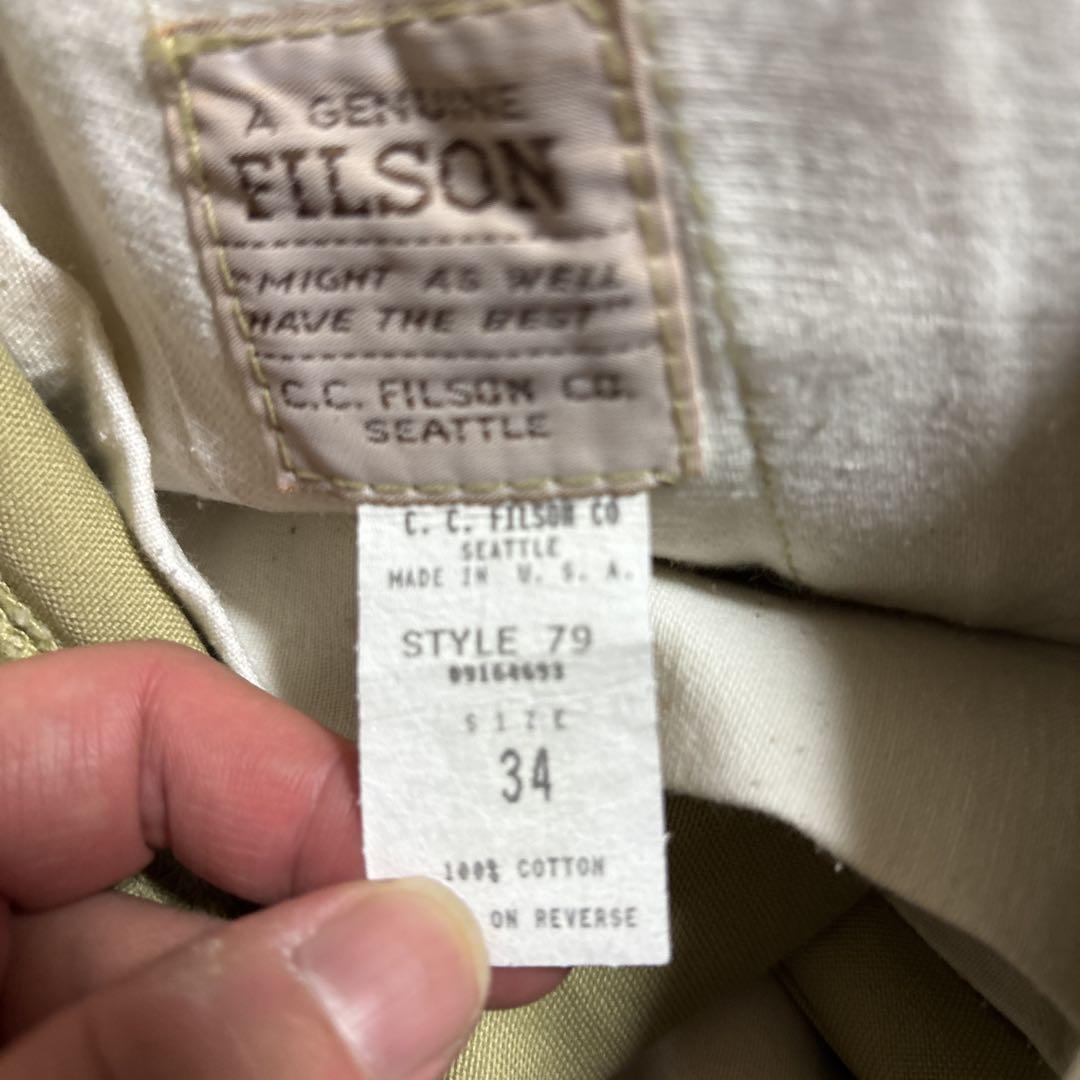 A GENUINE
FILSON
"MIGHT AS WELL
HAVE THE BEST"
C.C. FILSON CO.
SEATTLE
C. C. FILSON CO
SEATTLE
MADE IN U. S. A.
STYLE 79
SIZE
34
100% COTTON
ON REVERSE